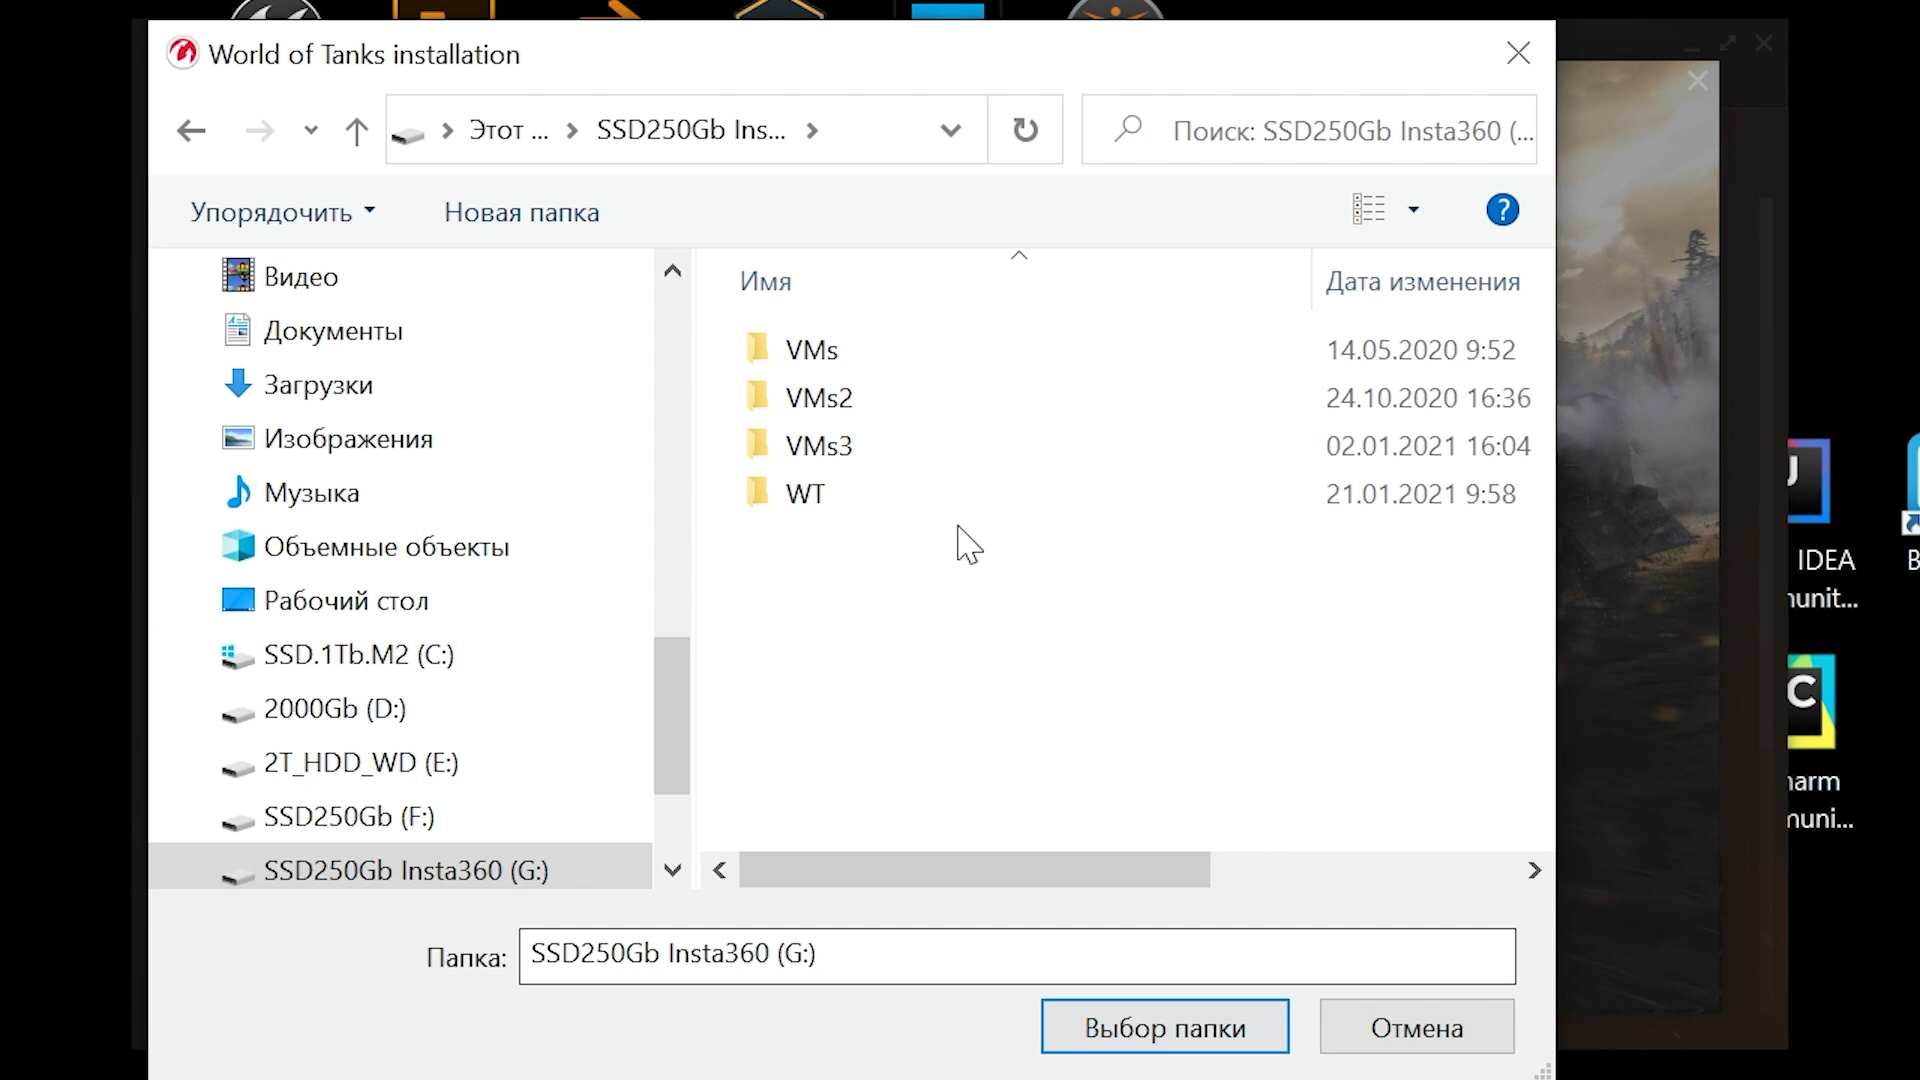 World of Tanks installation
Этот ...
SSD250Gb Ins...
Поиск: SSD250Gb Insta360 (...
Упорядочить
Новая папка
?
Видео
Документы
Загрузки
Изображения
Музыка
Объемные объекты
Рабочий стол
SSD.1Tb.M2 (C:)
2000Gb (D:)
2T_HDD_WD (E:)
SSD250Gb (F:)
SSD250Gb Insta360 (G:)
Имя
Дата изменения
VMs 14.05.2020 9:52
VMs2 24.10.2020 16:36
VMs3 02.01.2021 16:04
WT 21.01.2021 9:58
Папка: SSD250Gb Insta360 (G:)
Выбор папки
Отмена
IDEA